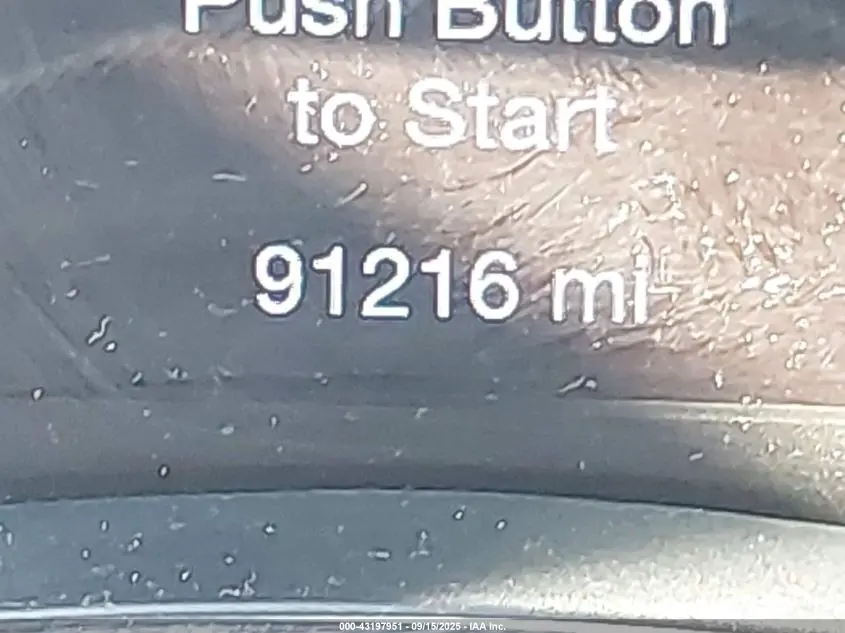 Push Button
to Start
91216 mi
000-43197951 - 09/15/2025 - IAA Inc.